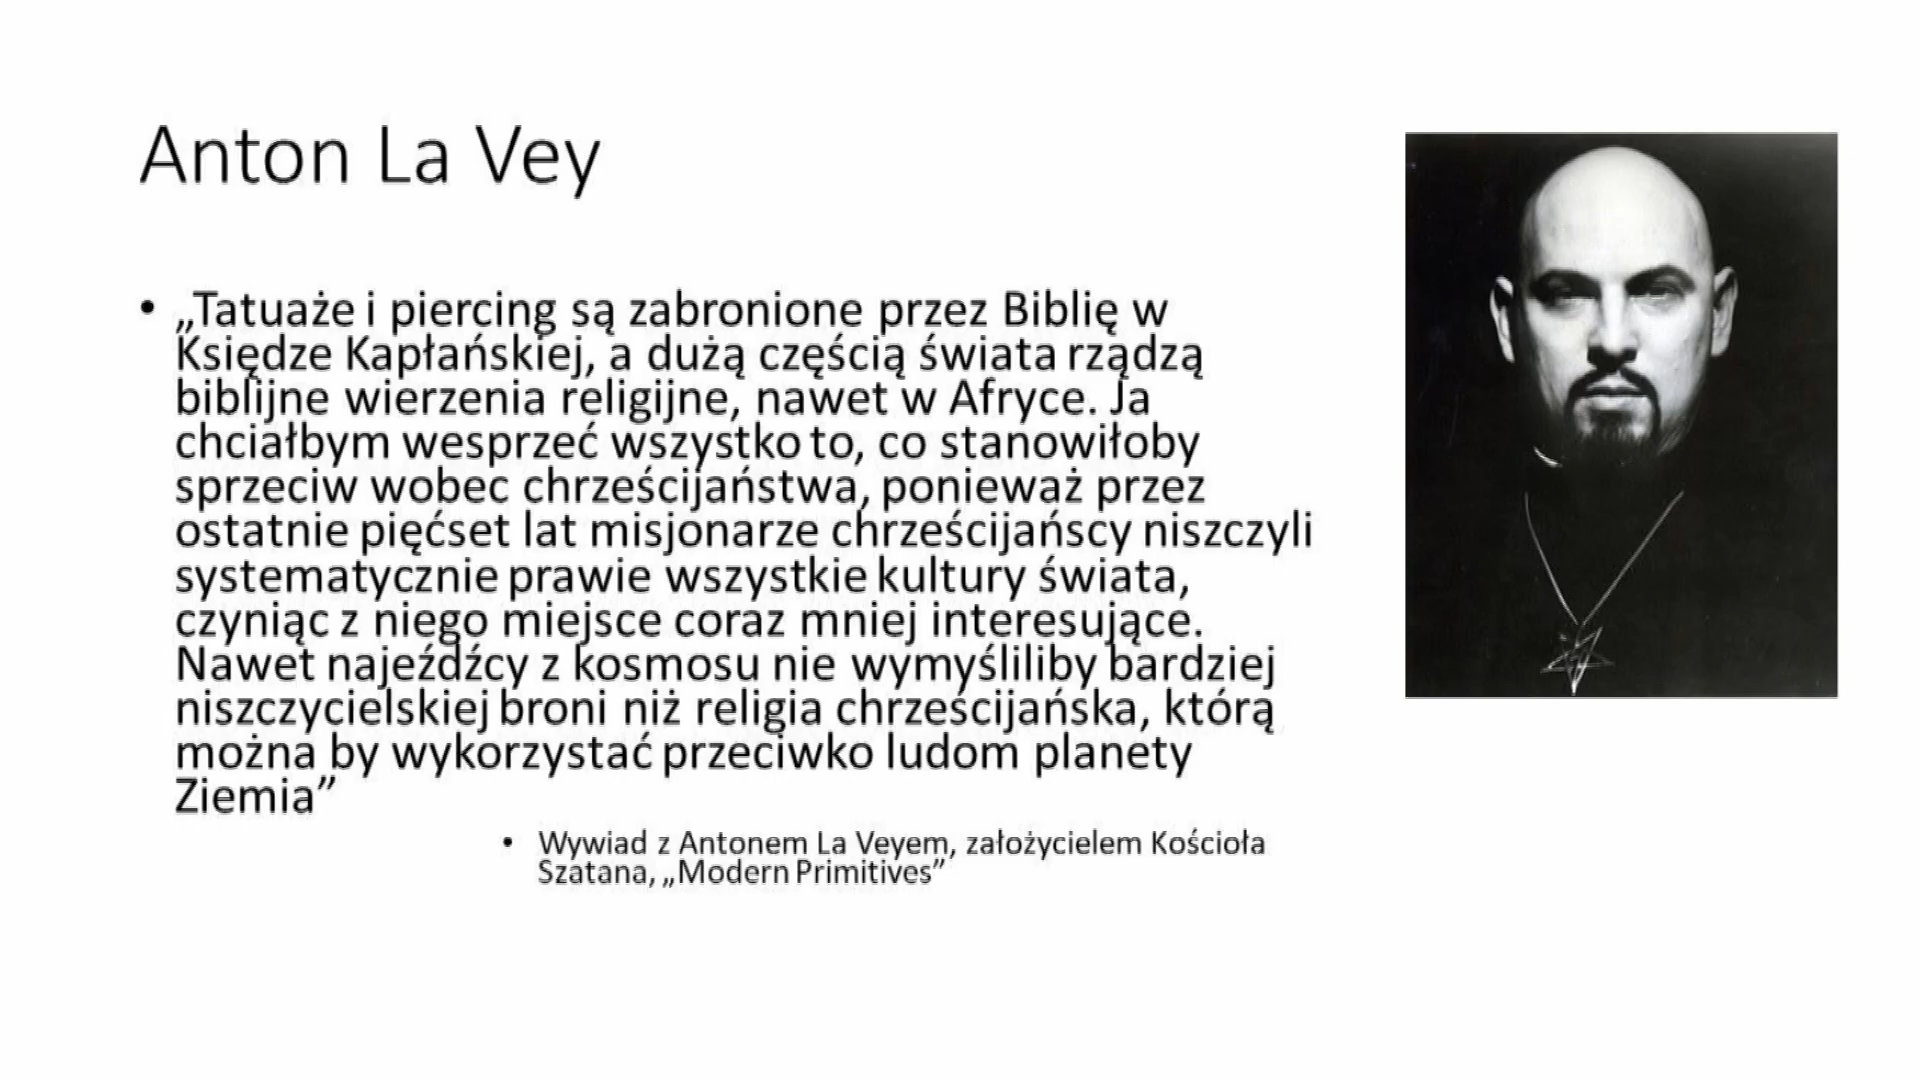 Anton La Vey
• „Tatuaże i piercing są zabronione przez Biblię w
Księdze Kapłańskiej, a dużą częścią świata rządzą
biblijne wierzenia religijne, nawet w Afryce. Ja
chciałbym wesprzeć wszystko to, co stanowiłoby
sprzeciw wobec chrześcijaństwa, ponieważ przez
ostatnie pięćset lat misjonarze chrześcijańscy niszczyli
systematycznie prawie wszystkie kultury świata,
czyniąc z niego miejsce coraz mniej interesujące.
Nawet najeźdźcy z kosmosu nie wymyśliliby bardziej
niszczycielskiej broni niż religia chrześcijańska, którą
można by wykorzystać przeciwko ludom planety
Ziemia”
• Wywiad z Antonem La Veyem, założycielem Kościoła
Szatana, „Modern Primitives”